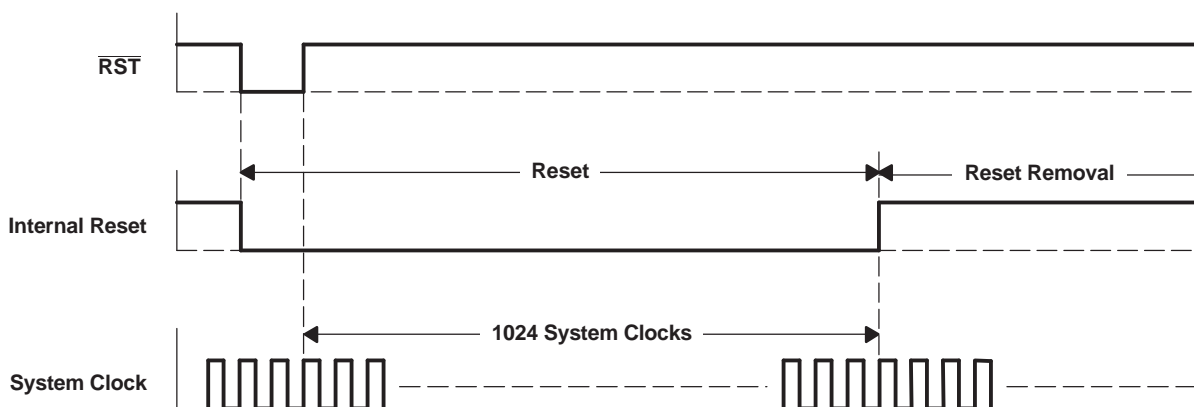 RST
Reset
Reset Removal
Internal Reset
1024 System Clocks
System Clock